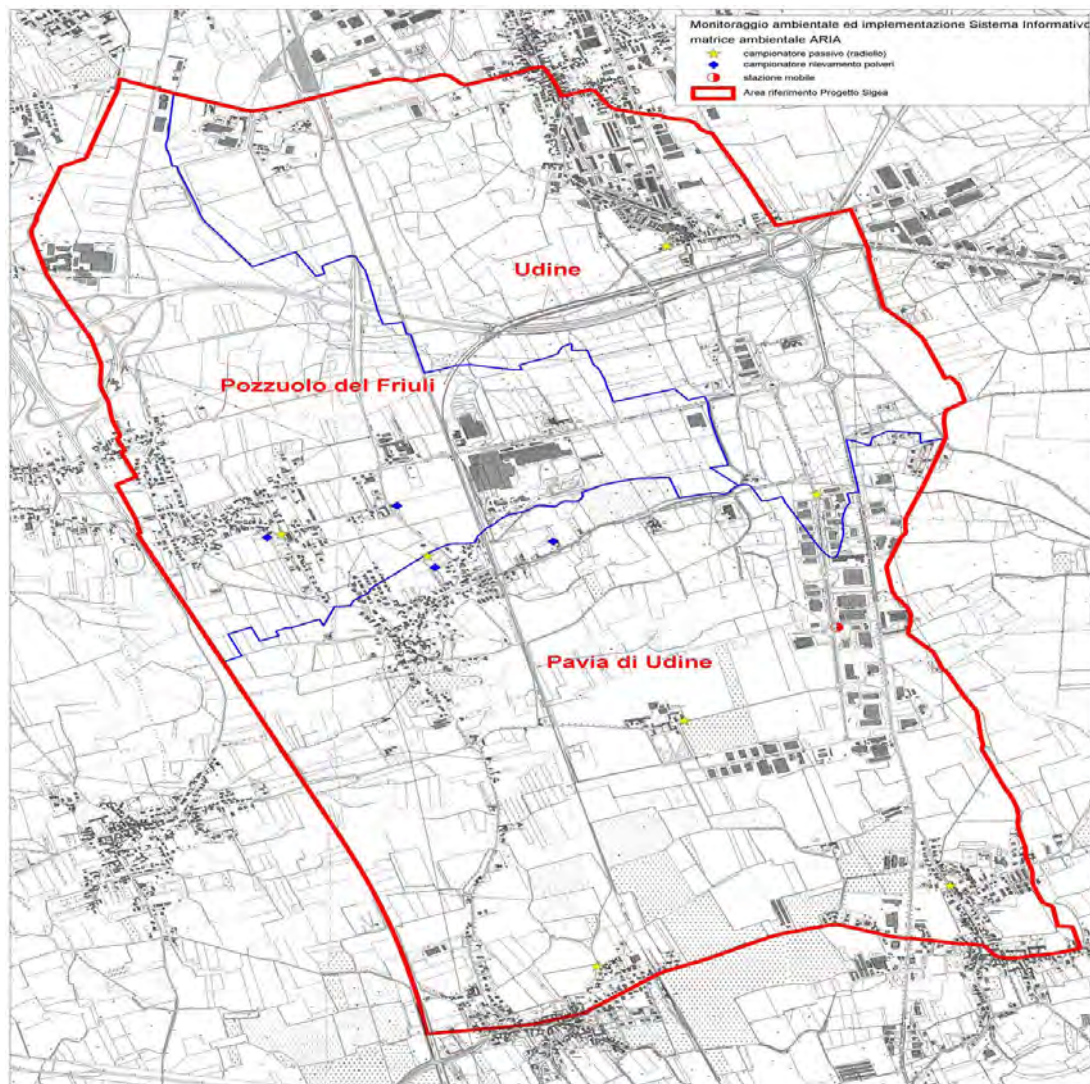 Monitoraggio ambientale ed implementazione Sistema Informativo
matrice ambientale ARIA
campionatore passivo (radiello)
campionatore rilevamento polveri
stazione mobile
Area riferimento Progetto Sigea
Udine
Pozzuolo del Friuli
Pavia di Udine